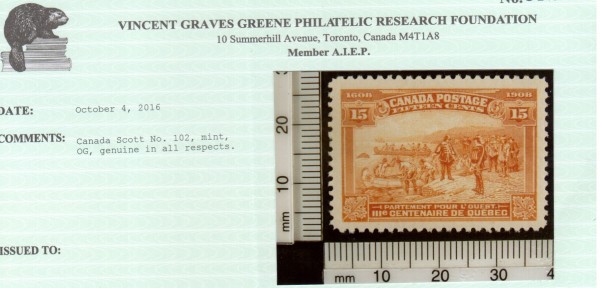 No.
VINCENT GRAVES GREENE PHILATELIC RESEARCH FOUNDATION
10 Summerhill Avenue, Toronto, Canada M4T1A8
Member A.I.E.P.
DATE: October 4, 2016
COMMENTS: Canada Scott No. 102, mint,
OG, genuine in all respects.
ISSUED TO:
1608 1908
CANADA POSTAGE
15 FIFTEEN CENTS 15
PARTEMENT POUR L'OUEST
IIIe CENTENAIRE DE QUÉBEC
20
10
mm
mm 10 20 30 4